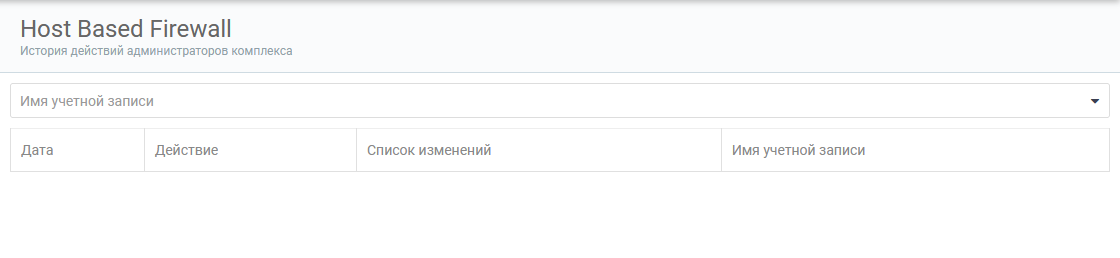 Host Based Firewall
История действий администраторов комплекса
Имя учетной записи
Дата Действие Список изменений Имя учетной записи